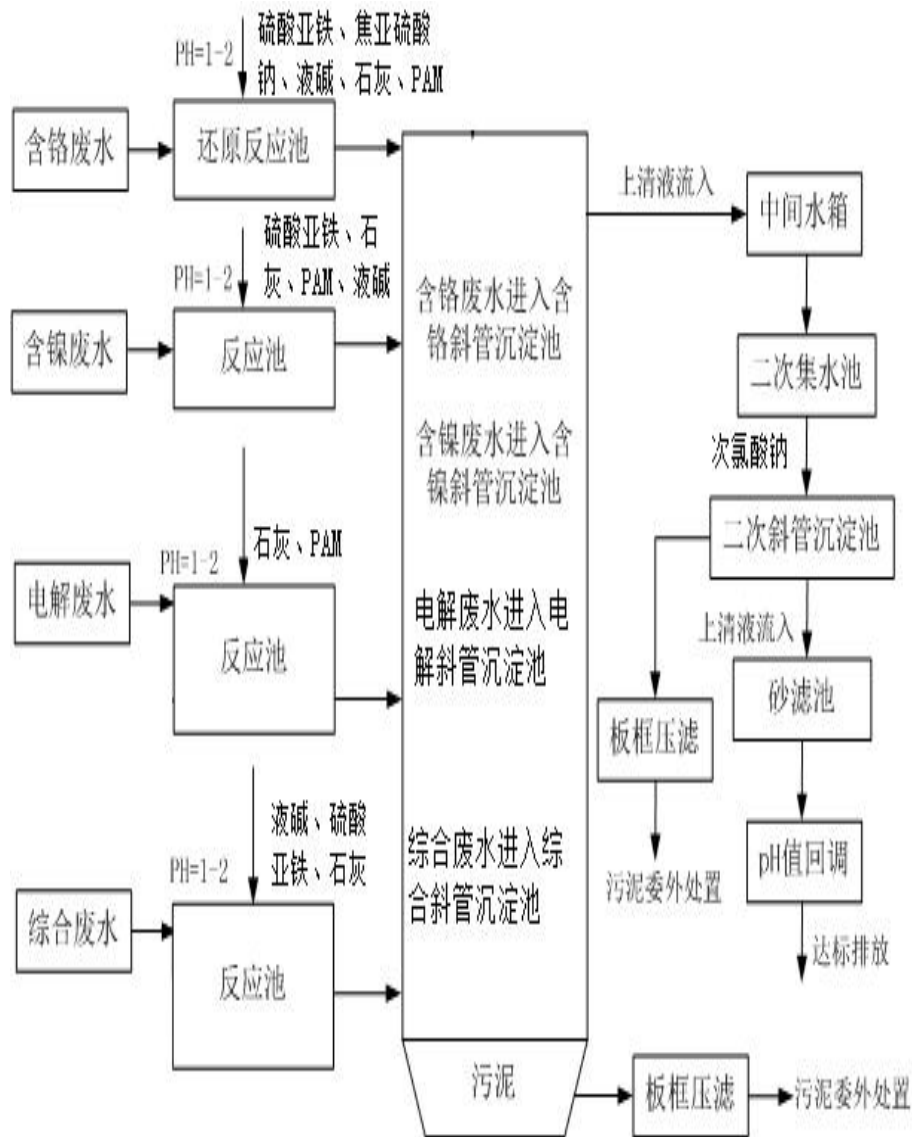 硫酸亚铁、焦亚硫酸
钠、液碱、石灰、PAM
PH=1-2
含铬废水
还原反应池
硫酸亚铁、石
灰、PAM、液碱
PH=1-2
含镍废水
反应池
石灰、PAM
PH=1-2
电解废水
反应池
液碱、硫酸
亚铁、石灰
PH=1-2
综合废水
反应池
含铬废水进入含
铬斜管沉淀池
含镍废水进入含
镍斜管沉淀池
电解废水进入电
解斜管沉淀池
综合废水进入综
合斜管沉淀池
污泥
板框压滤
污泥委外处置
上清液流入
中间水箱
二次集水池
次氯酸钠
二次斜管沉淀池
上清液流入
砂滤池
板框压滤
pH值回调
污泥委外处置
达标排放